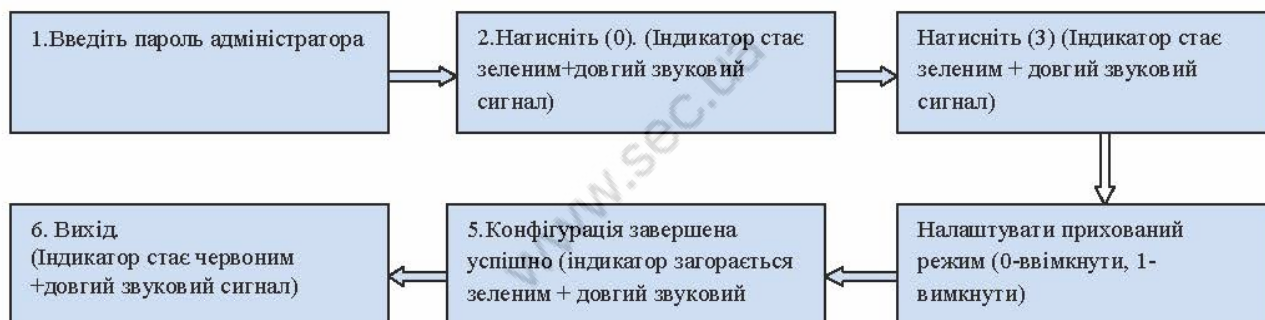 1.Введіть пароль адміністратора
2.Натисніть (0). (Індикатор стає
зеленим+довгий звуковий
сигнал)
Натисніть (3) (Індикатор стає
зеленим + довгий звуковий
сигнал)
Налаштувати прихований
режим (0-ввімкнути, 1-
вимкнути)
5.Конфігурація завершена
успішно (індикатор загорається
зеленим + довгий звуковий
6. Вихід.
(Індикатор стає червоним
+довгий звуковий сигнал)
www.sec.ua